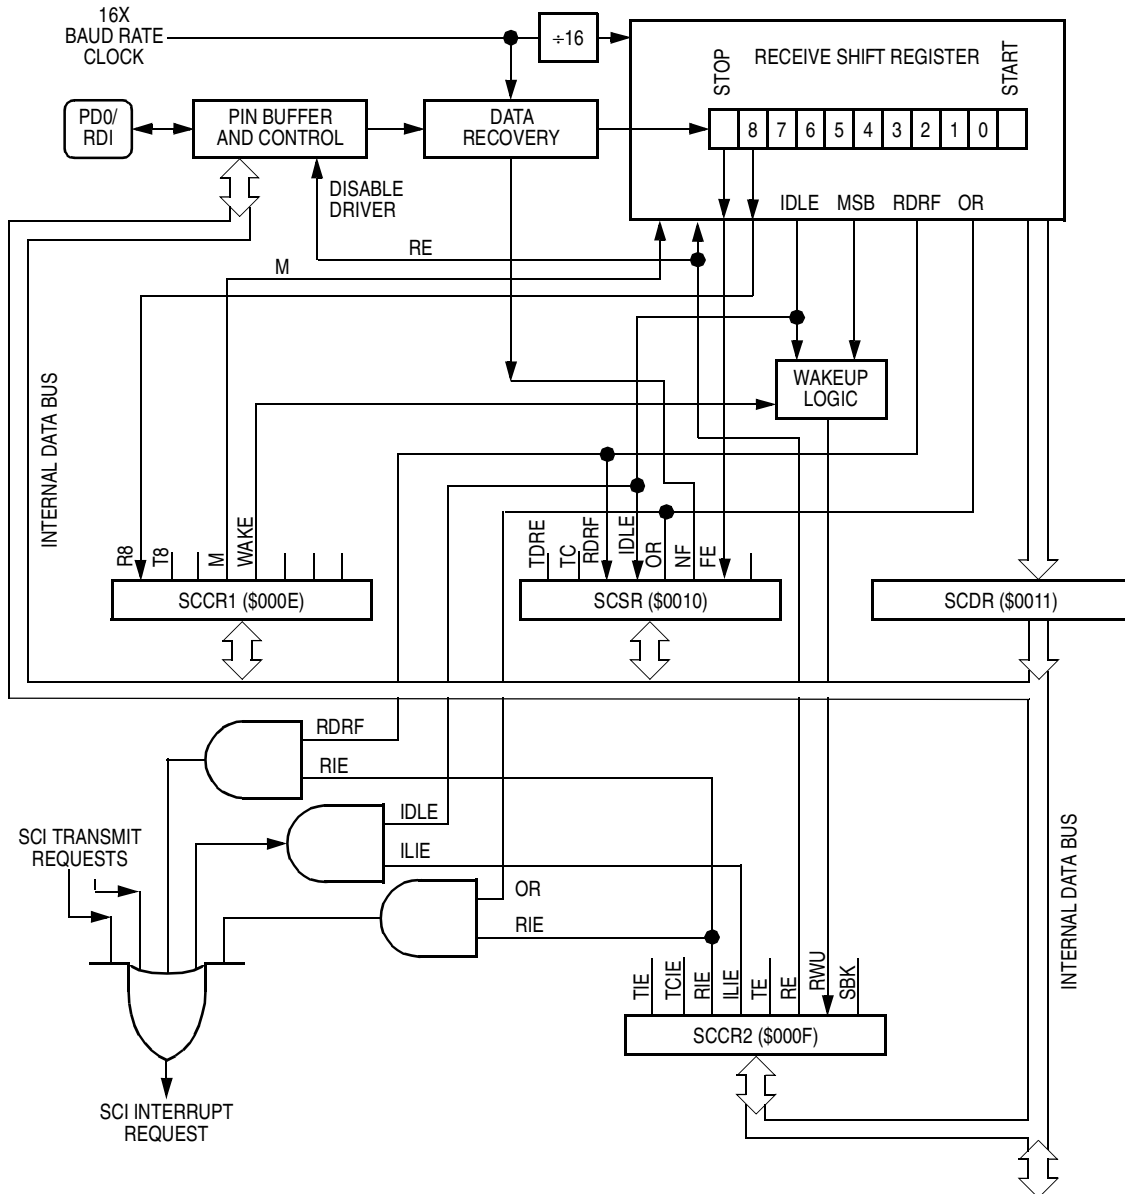 16X
BAUD RATE
CLOCK
÷16
RECEIVE SHIFT REGISTER
STOP
START
PD0/
RDI
PIN BUFFER
AND CONTROL
DATA
RECOVERY
8 7 6 5 4 3 2 1 0
DISABLE
DRIVER
IDLE MSB RDRF OR
RE
M
WAKEUP
LOGIC
INTERNAL DATA BUS
R8
T8
M
WAKE
TDRE
TC
RDRF
IDLE
OR
NF
FE
SCCR1 ($000E)
SCSR ($0010)
SCDR ($0011)
RDRF
RIE
IDLE
ILIE
OR
RIE
SCI TRANSMIT
REQUESTS
INTERNAL DATA BUS
TIE
TCIE
RIE
ILIE
TE
RE
RWU
SBK
SCCR2 ($000F)
SCI INTERRUPT
REQUEST